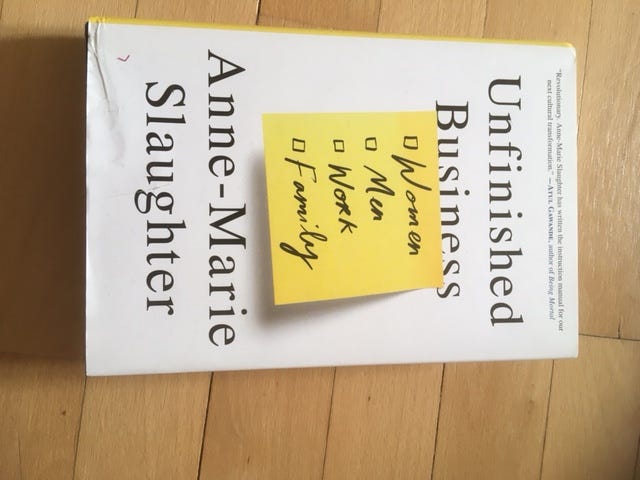 "Revolutionary. Anne-Marie Slaughter has written the instruction manual for our
next cultural transformation." —ATUL GAWANDE, author of Being Mortal
Unfinished
Business
Women
Men
Work
Family
Anne-Marie
Slaughter